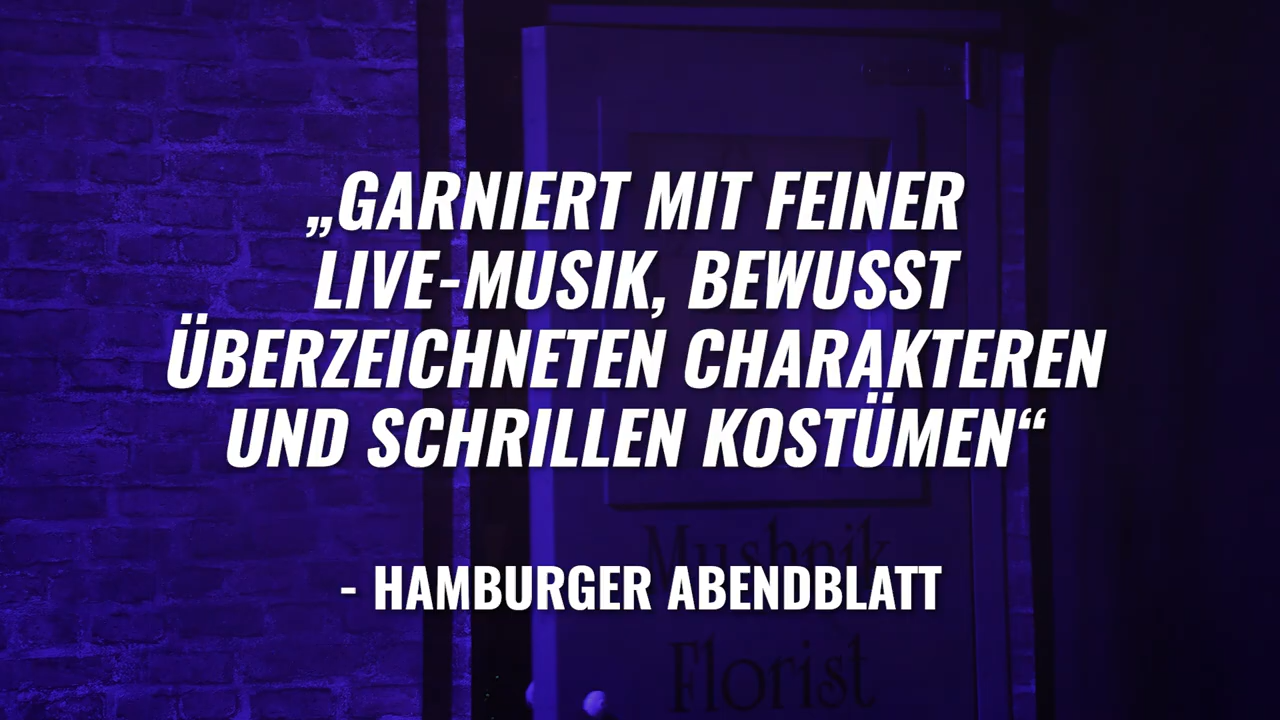 „GARNIERT MIT FEINER
LIVE-MUSIK, BEWUSST
ÜBERZEICHNETEN CHARAKTEREN
UND SCHRILLEN KOSTÜMEN“
- HAMBURGER ABENDBLATT
Mushnik
Florist